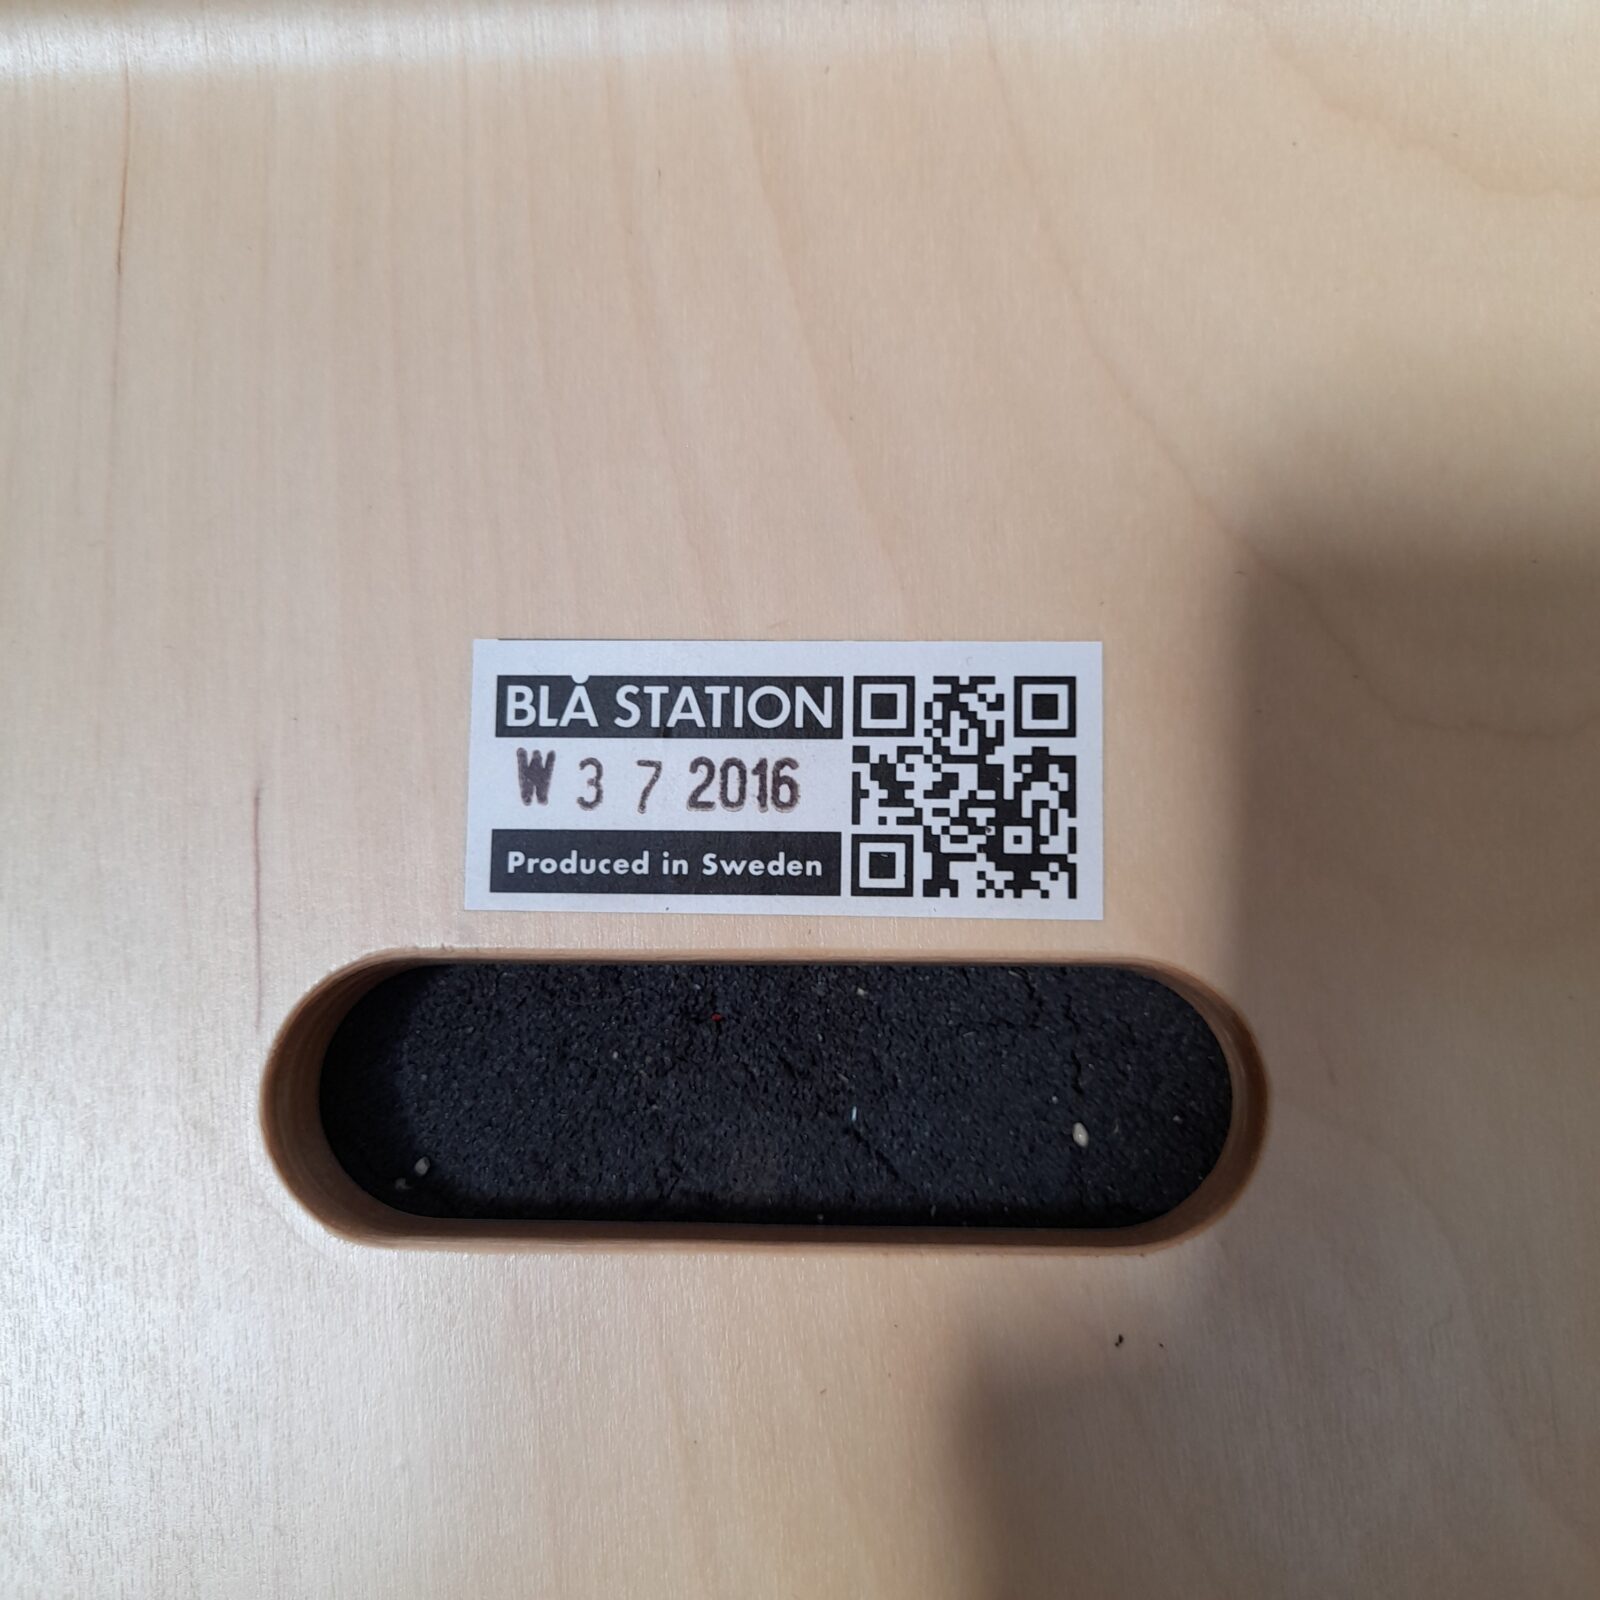 BLÅ STATION
W 3 7 2016
Produced in Sweden